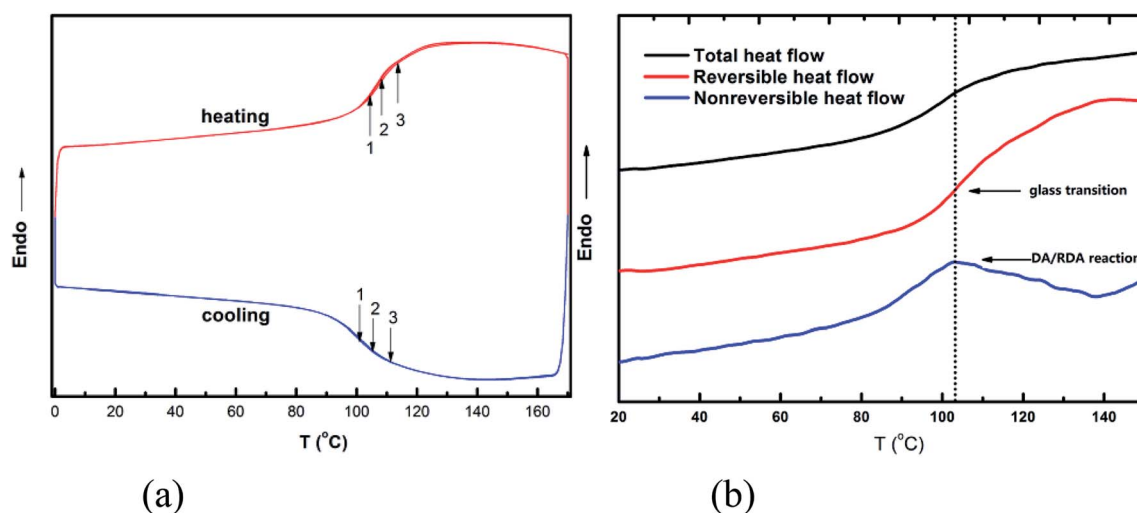 heating
1
2
3
Endo →
1
2
3
cooling
0 20 40 60 80 100 120 140 160
T (°C)
(a)
Total heat flow
Reversible heat flow
Nonreversible heat flow
glass transition
DA/RDA reaction
Endo →
20 40 60 80 100 120 140
T (°C)
(b)